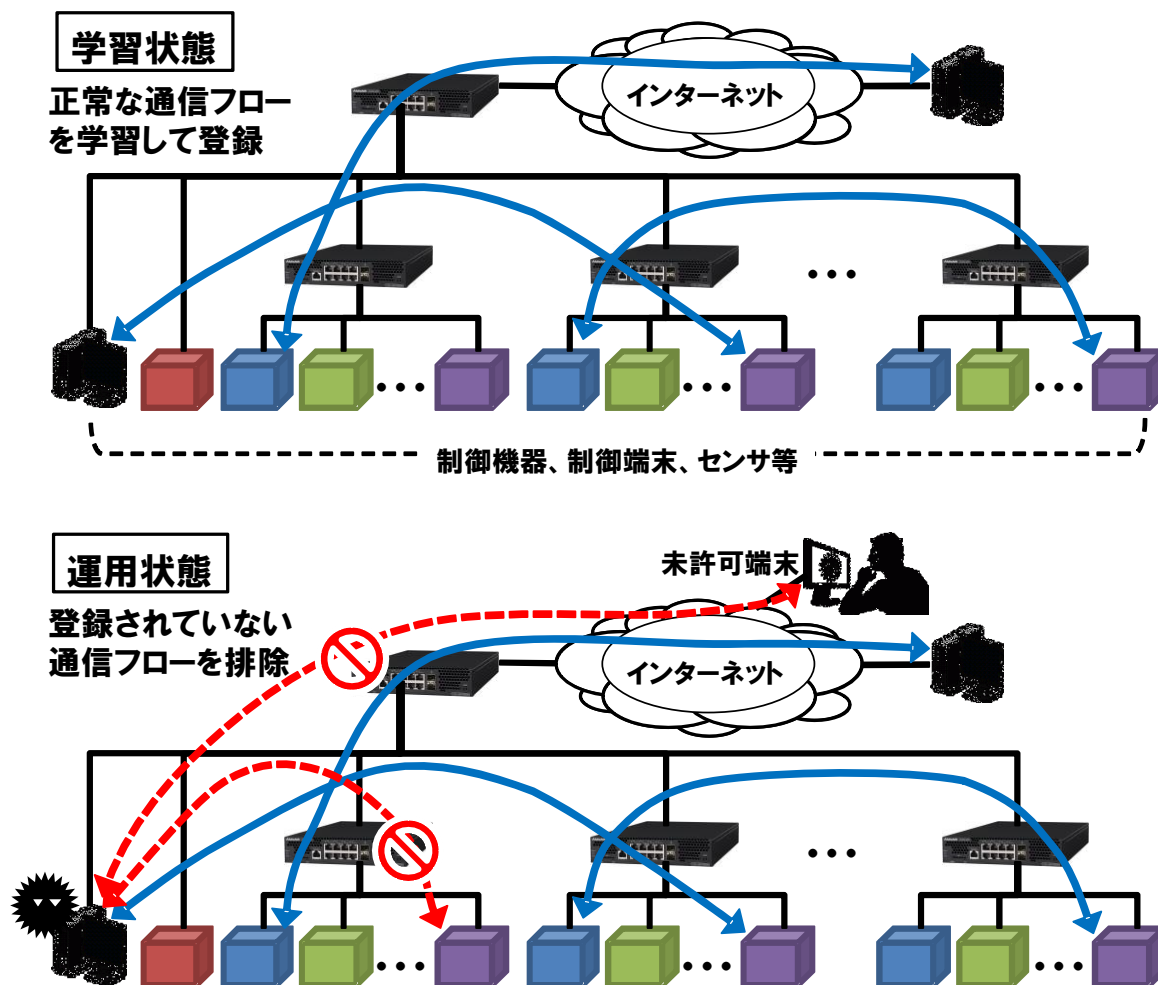 学習状態
正常な通信フロー
を学習して登録
インターネット
制御機器、制御端末、センサ等
運用状態
未許可端末
登録されていない
通信フローを排除
インターネット